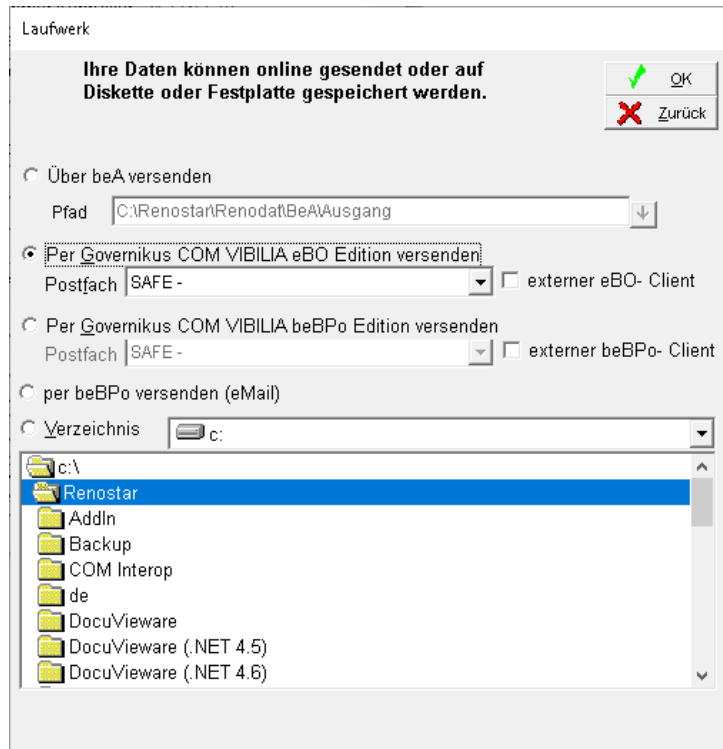 Laufwerk
Ihre Daten können online gesendet oder auf
Diskette oder Festplatte gespeichert werden.
OK
Zurück
Über beA versenden
Pfad C:\Renostar\Renodat\BeA\Ausgang
Per Governikus COM VIBILIA eBO Edition versenden
Postfach SAFE - externer eBO- Client
Per Governikus COM VIBILIA beBPo Edition versenden
Postfach SAFE - externer beBPo- Client
per beBPo versenden (eMail)
Verzeichnis c:
c:\
Renostar
AddIn
Backup
COM Interop
de
DocuVieware
DocuVieware (.NET 4.5)
DocuVieware (.NET 4.6)